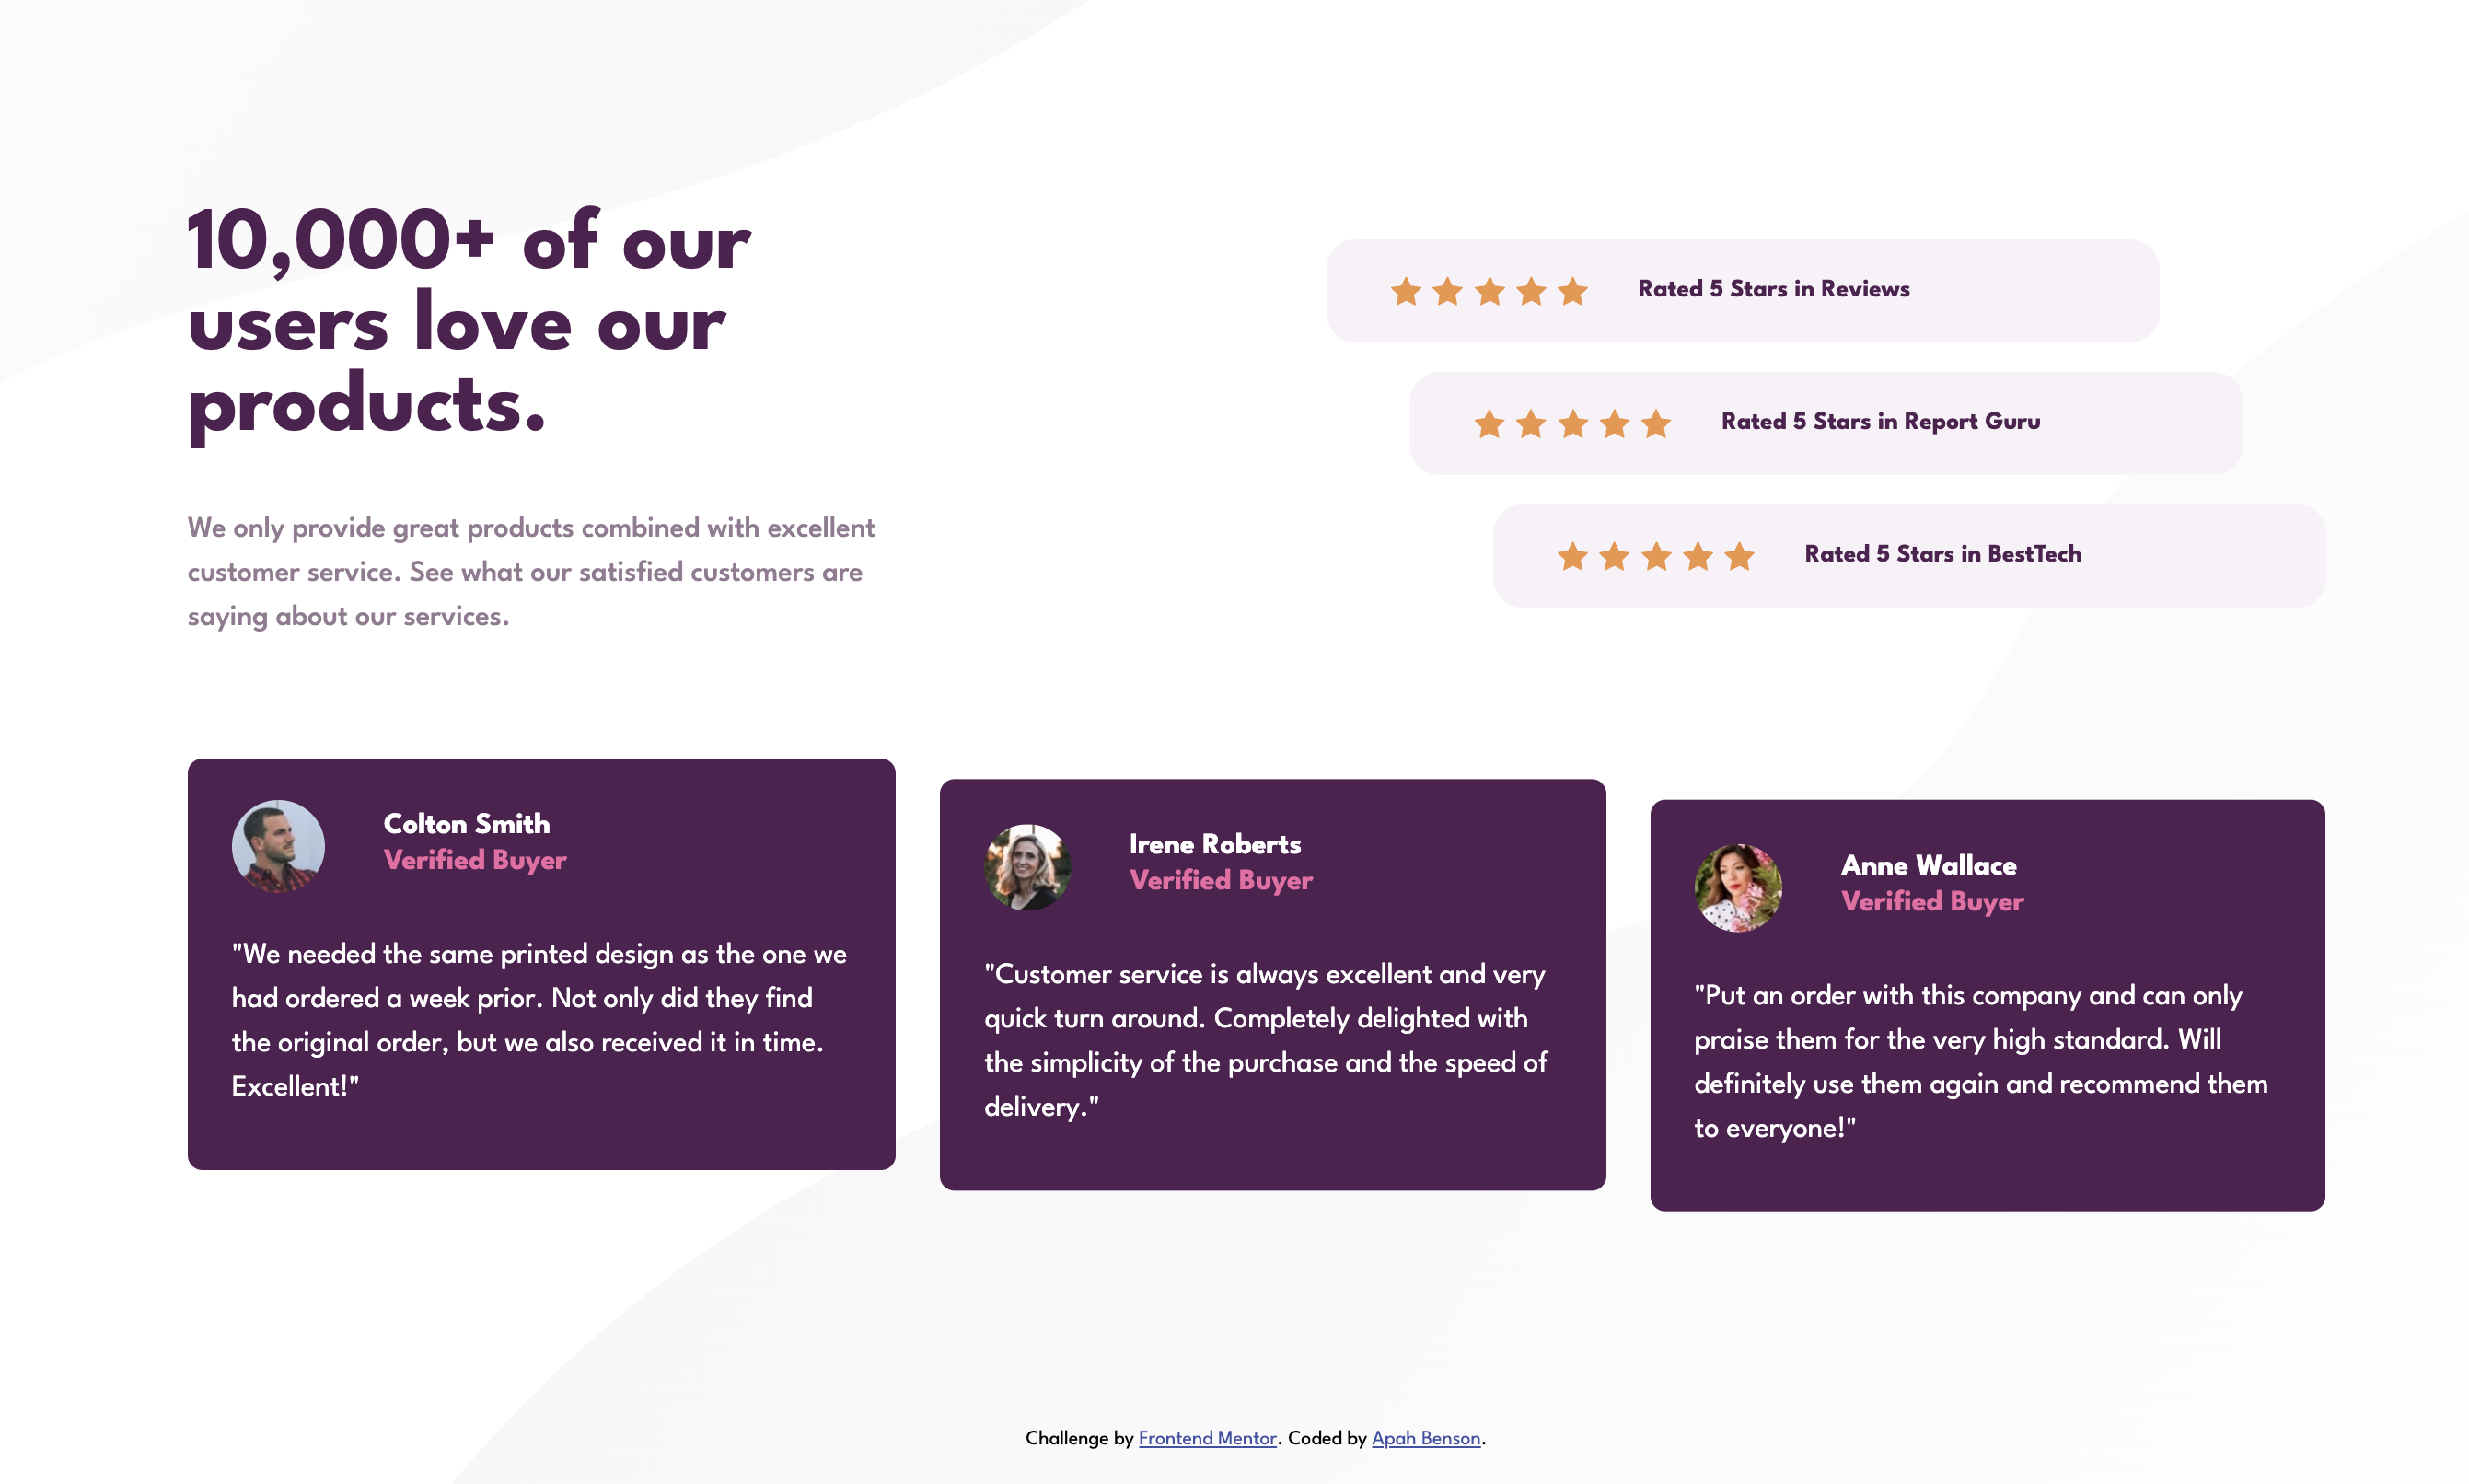 10,000+ of our
users love our
products.
We only provide great products combined with excellent
customer service. See what our satisfied customers are
saying about our services.
Rated 5 Stars in Reviews
Rated 5 Stars in Report Guru
Rated 5 Stars in BestTech
Colton Smith
Verified Buyer
"We needed the same printed design as the one we
had ordered a week prior. Not only did they find
the original order, but we also received it in time.
Excellent!"
Irene Roberts
Verified Buyer
"Customer service is always excellent and very
quick turn around. Completely delighted with
the simplicity of the purchase and the speed of
delivery."
Anne Wallace
Verified Buyer
"Put an order with this company and can only
praise them for the very high standard. Will
definitely use them again and recommend them
to everyone!"
Challenge by Frontend Mentor. Coded by Apah Benson.